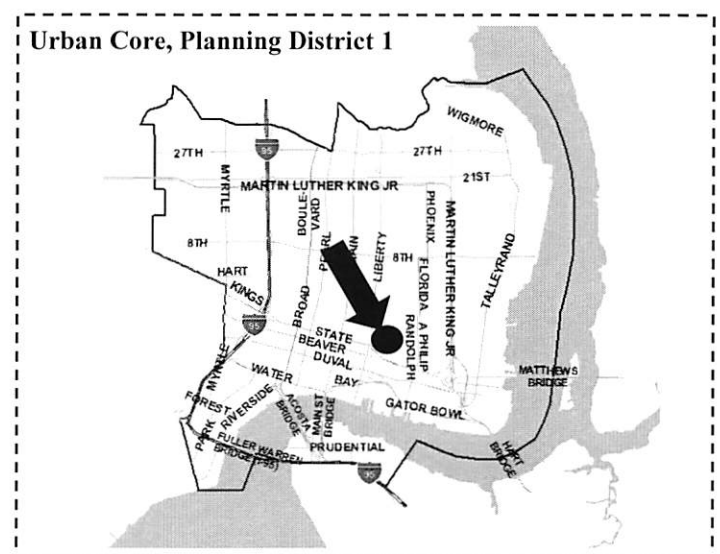 Urban Core, Planning District 1
WIGMORE
95
27TH
27TH
MYRTLE
21ST
MARTIN LUTHER KING JR
BOULE-
VARD
PEARL
AIN
LIBERTY
PHOENIX
MARTIN LUTHER KING JR
8TH
8TH
HART
KINGS
FLORIDA
TALLEYRAND
BROAD
95
STATE
BEAVER
DUVAL
A PHILIP
RANDOLPH
MYRTLE
WATER
BAY
MATTHEWS
BRIDGE
FOREST
RIVERSIDE
ACOSTA
BRIDGE
MAIN ST
BRIDGE
GATOR BOWL
PARK
FULLER WARREN
BRIDGE (I-95)
PRUDENTIAL
HART
BRIDGE
95